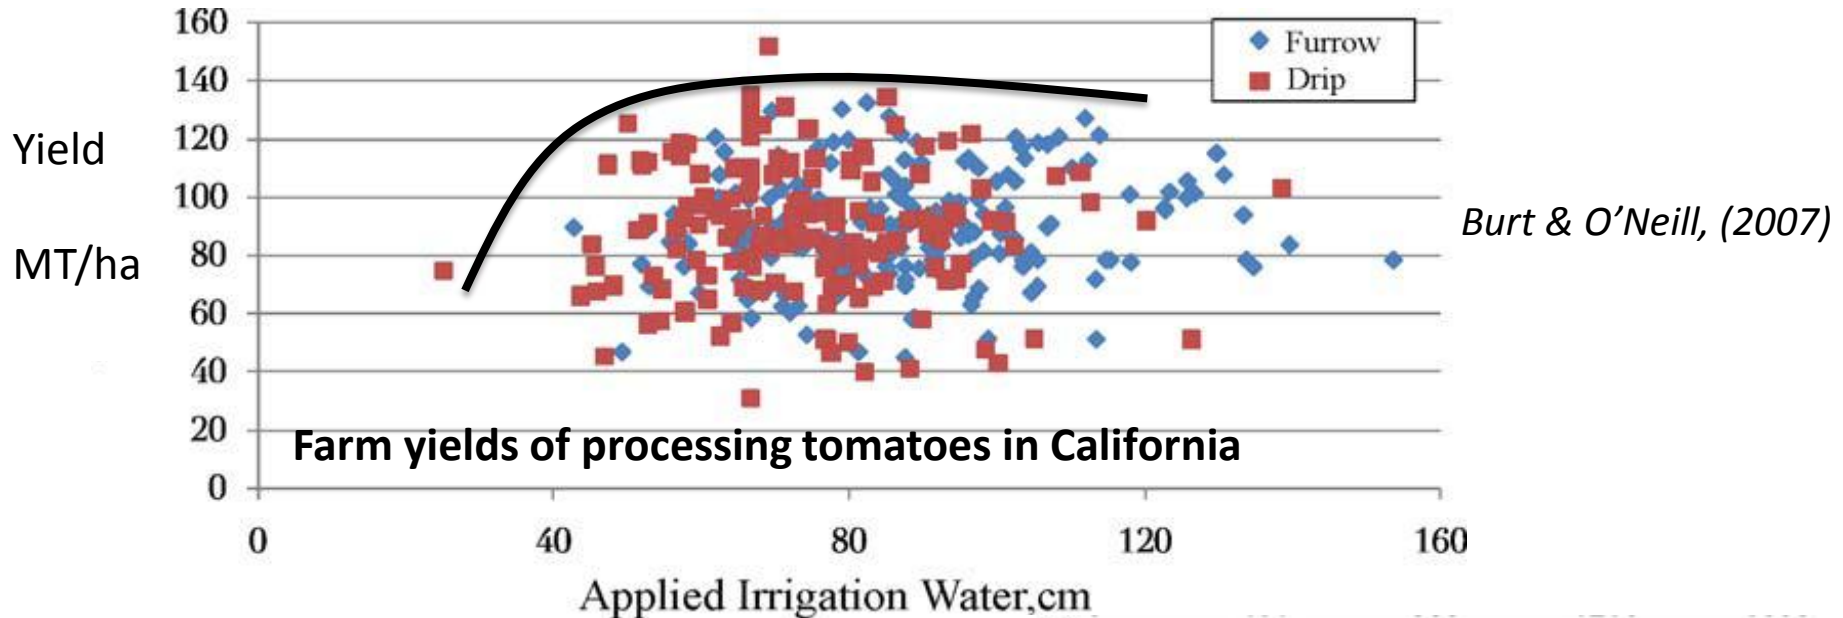 160
140
120
100
80
60
40
20
0
Yield
MT/ha
Furrow
Drip
Burt & O’Neill, (2007)
Farm yields of processing tomatoes in California
0 40 80 120 160
Applied Irrigation Water,cm